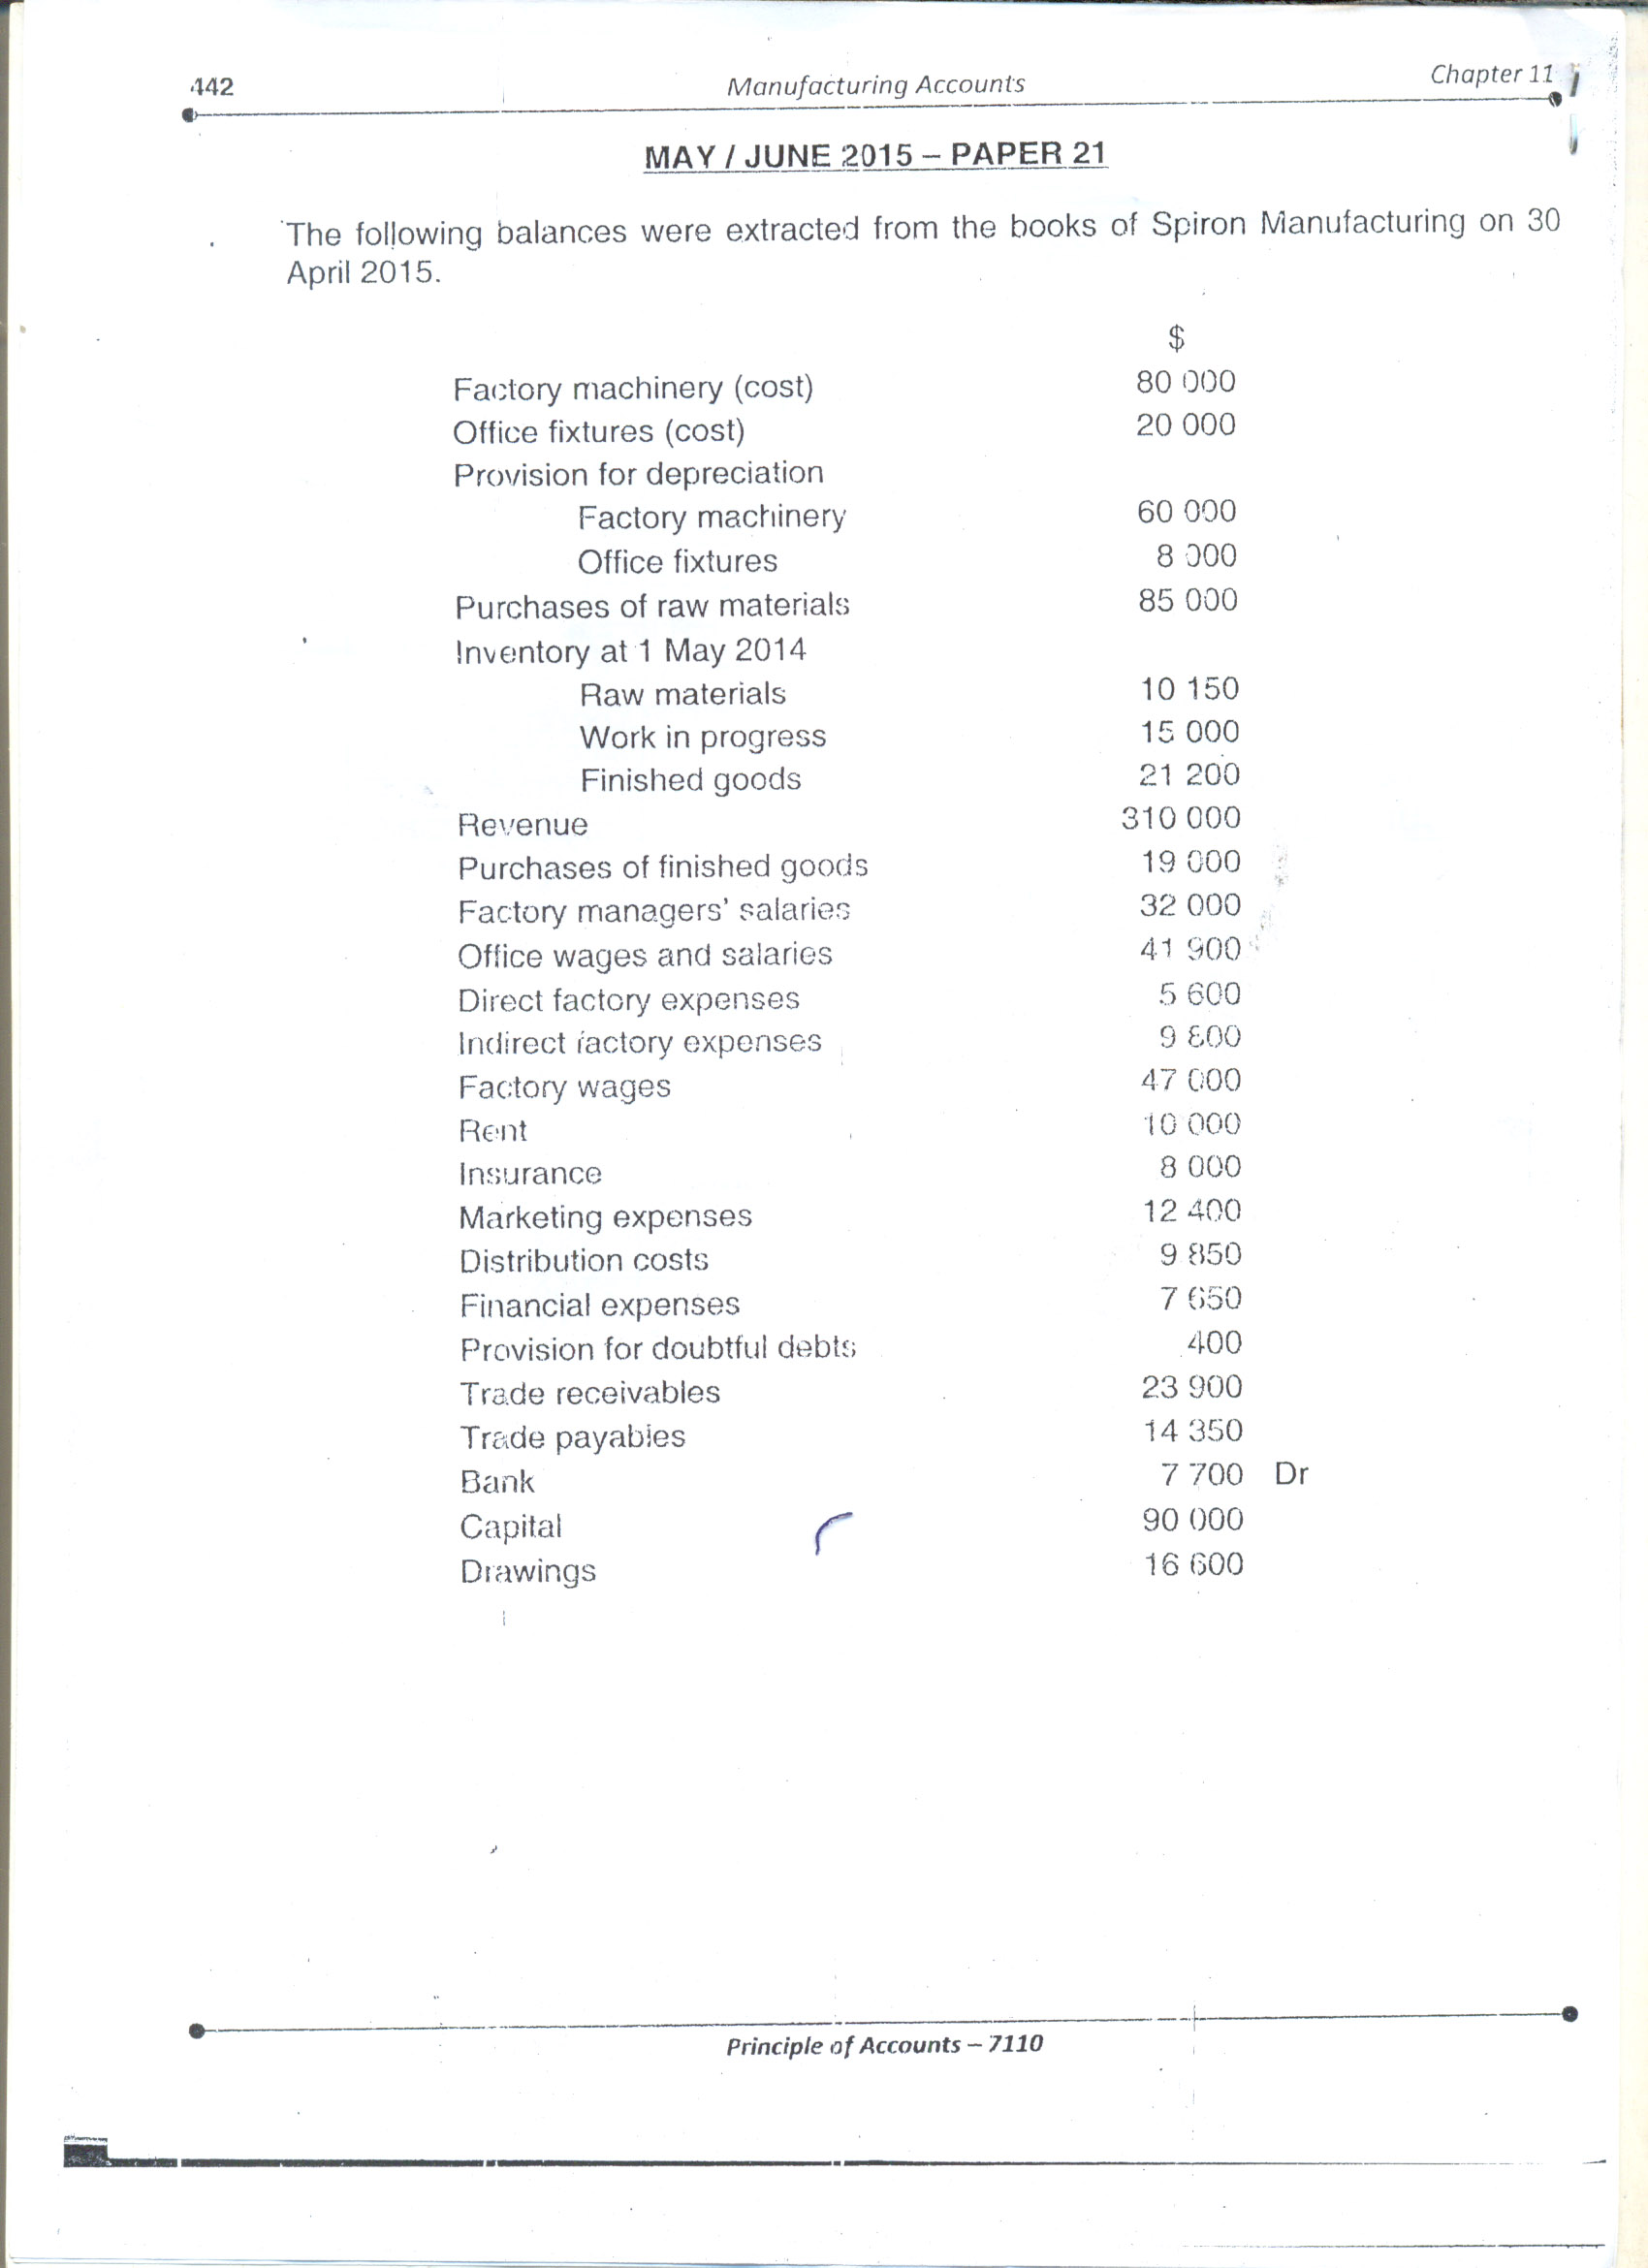 442
Manufacturing Accounts
Chapter 11
MAY / JUNE 2015 – PAPER 21
The following balances were extracted from the books of Spiron Manufacturing on 30
April 2015.
$
Factory machinery (cost) 80 000
Office fixtures (cost) 20 000
Provision for depreciation
Factory machinery 60 000
Office fixtures 8 000
Purchases of raw materials 85 000
Inventory at 1 May 2014
Raw materials 10 150
Work in progress 15 000
Finished goods 21 200
Revenue 310 000
Purchases of finished goods 19 000
Factory managers' salaries 32 000
Office wages and salaries 41 900
Direct factory expenses 5 600
Indirect factory expenses 9 800
Factory wages 47 000
Rent 10 000
Insurance 8 000
Marketing expenses 12 400
Distribution costs 9 850
Financial expenses 7 650
Provision for doubtful debts 400
Trade receivables 23 900
Trade payables 14 350
Bank 7 700 Dr
Capital 90 000
Drawings 16 600
Principle of Accounts – 7110